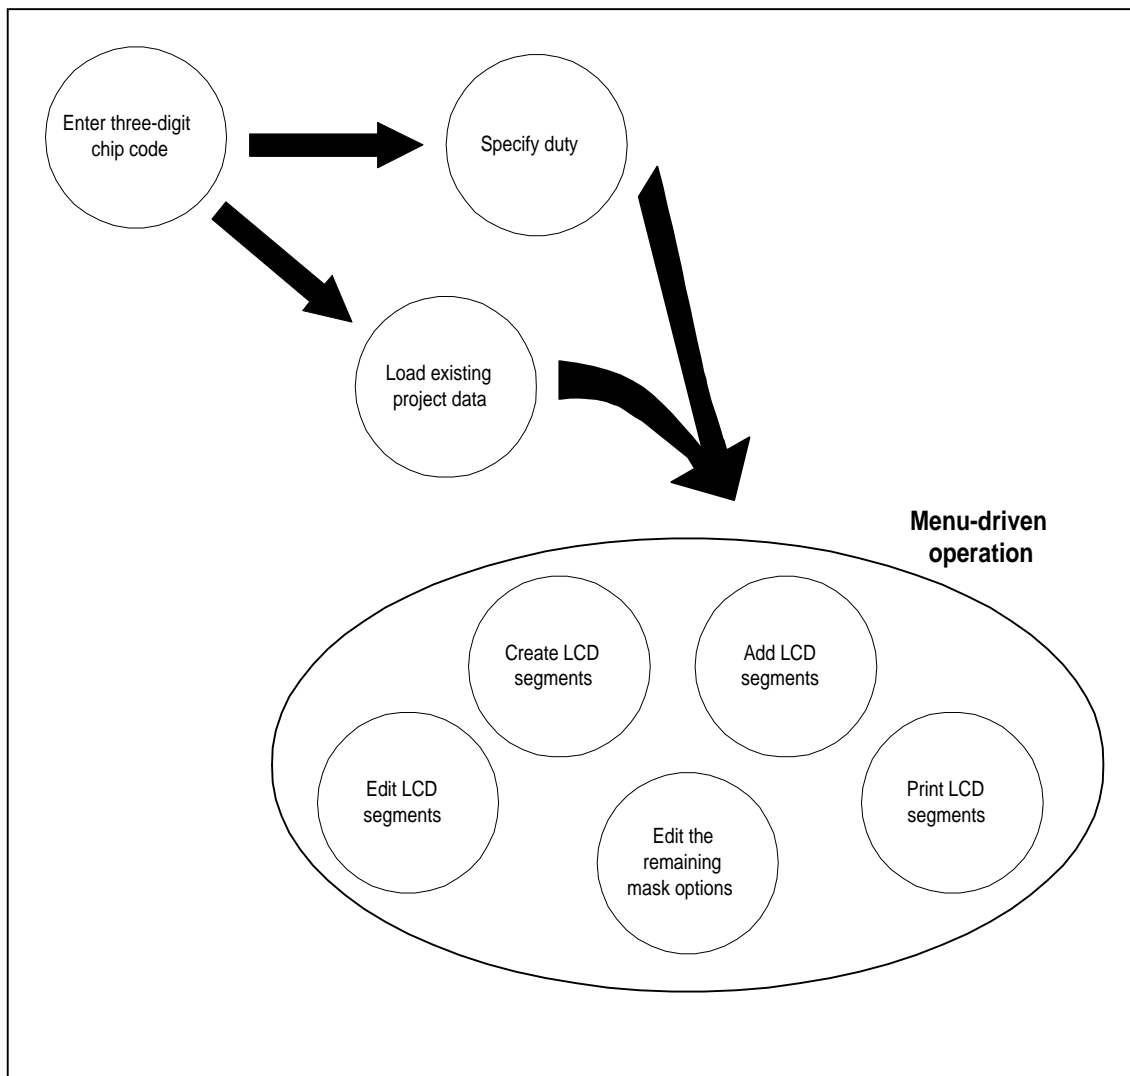 Enter three-digit
chip code
Specify duty
Load existing
project data
Menu-driven
operation
Create LCD
segments
Add LCD
segments
Edit LCD
segments
Edit the
remaining
mask options
Print LCD
segments